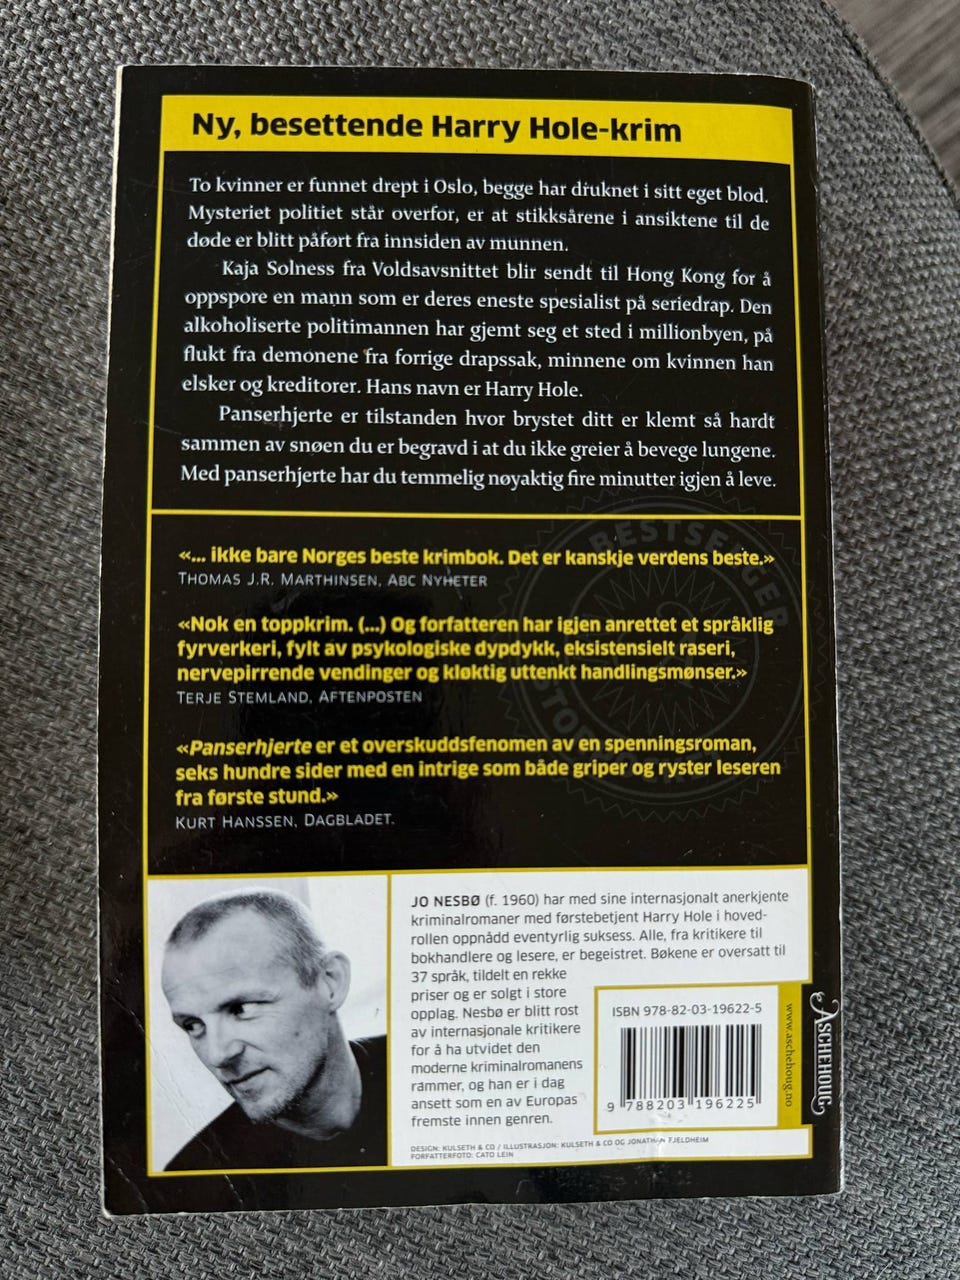 Ny, besettende Harry Hole-krim
To kvinner er funnet drept i Oslo, begge har druknet i sitt eget blod.
Mysteriet politiet står overfor, er at stikksårene i ansiktene til de
døde er blitt påført fra innsiden av munnen.
Kaja Solness fra Voldsavsnittet blir sendt til Hong Kong for å
oppspore en mann som er deres eneste spesialist på seriedrap. Den
alkoholiserte politimannen har gjemt seg et sted i millionbyen, på
flukt fra demonene fra forrige drapssak, minnene om kvinnen han
elsker og kreditorer. Hans navn er Harry Hole.
Panserhjerte er tilstanden hvor brystet ditt er klemt så hardt
sammen av snøen du er begravd i at du ikke greier å bevege lungene.
Med panserhjerte har du temmelig nøyaktig fire minutter igjen å leve.
«... ikke bare Norges beste krimbok. Det er kanskje verdens beste.»
THOMAS J.R. MARTHINSEN, ABC NYHETER
«Nok en toppkrim. (...) Og forfatteren har igjen anrettet et språklig
fyrverkeri, fylt av psykologiske dypdykk, eksistensielt raseri,
nervepirrende vendinger og kløktig uttenkt handlingsmønser.»
TERJE STEMLAND, AFTENPOSTEN
«Panserhjerte er et overskuddsfenomen av en spenningsroman,
seks hundre sider med en intrige som både griper og ryster leseren
fra første stund.»
KURT HANSSEN, DAGBLADET.
BESTSELGER
JO NESBØ (f. 1960) har med sine internasjonalt anerkjente
kriminalromaner med førstebetjent Harry Hole i hoved-
rollen oppnådd eventyrlig suksess. Alle, fra kritikere til
bokhandlere og lesere, er begeistret. Bøkene er oversatt til
37 språk, tildelt en rekke
priser og er solgt i store
opplag. Nesbø er blitt rost
av internasjonale kritikere
for å ha utvidet den
moderne kriminalromanens
rammer, og han er i dag
ansett som en av Europas
fremste innen genren.
ISBN 978-82-03-19622-5
9 788203 196225
www.aschehoug.no
ASCHEHOUG
DESIGN: KULSETH & CO / ILLUSTRASJON: KULSETH & CO OG JONATHAN FJELDHEIM
FORFATTERFOTO: CATO LEIN